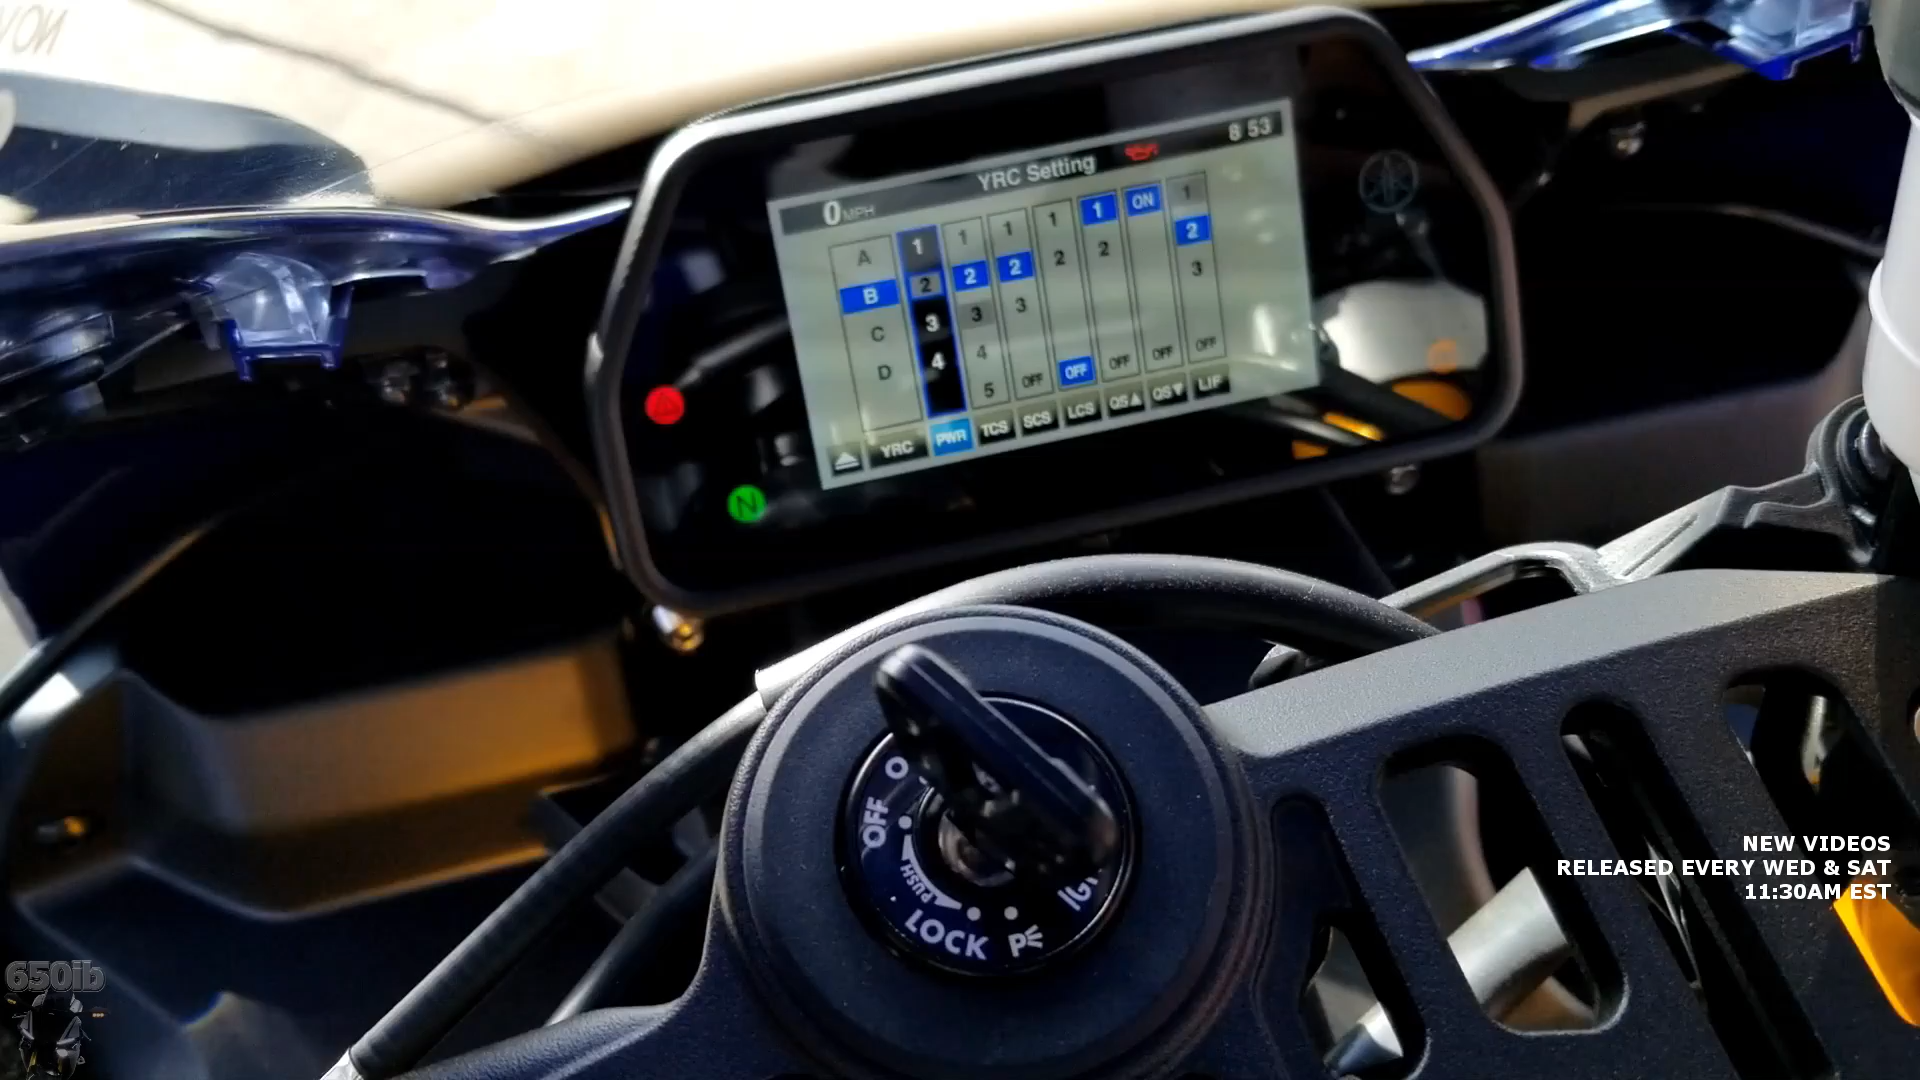 YRC Setting
8 53
0 MPH
A
B
C
D
YRC
1
2
3
4
PWR
1
2
3
4
5
TCS
1
2
3
OFF
SCS
1
2
OFF
LCS
1
2
OFF
QS▲
ON
OFF
QS▼
1
2
3
OFF
LIF
N
OFF
PUSH
LOCK
P
NEW VIDEOS
RELEASED EVERY WED & SAT
11:30AM EST
650ib